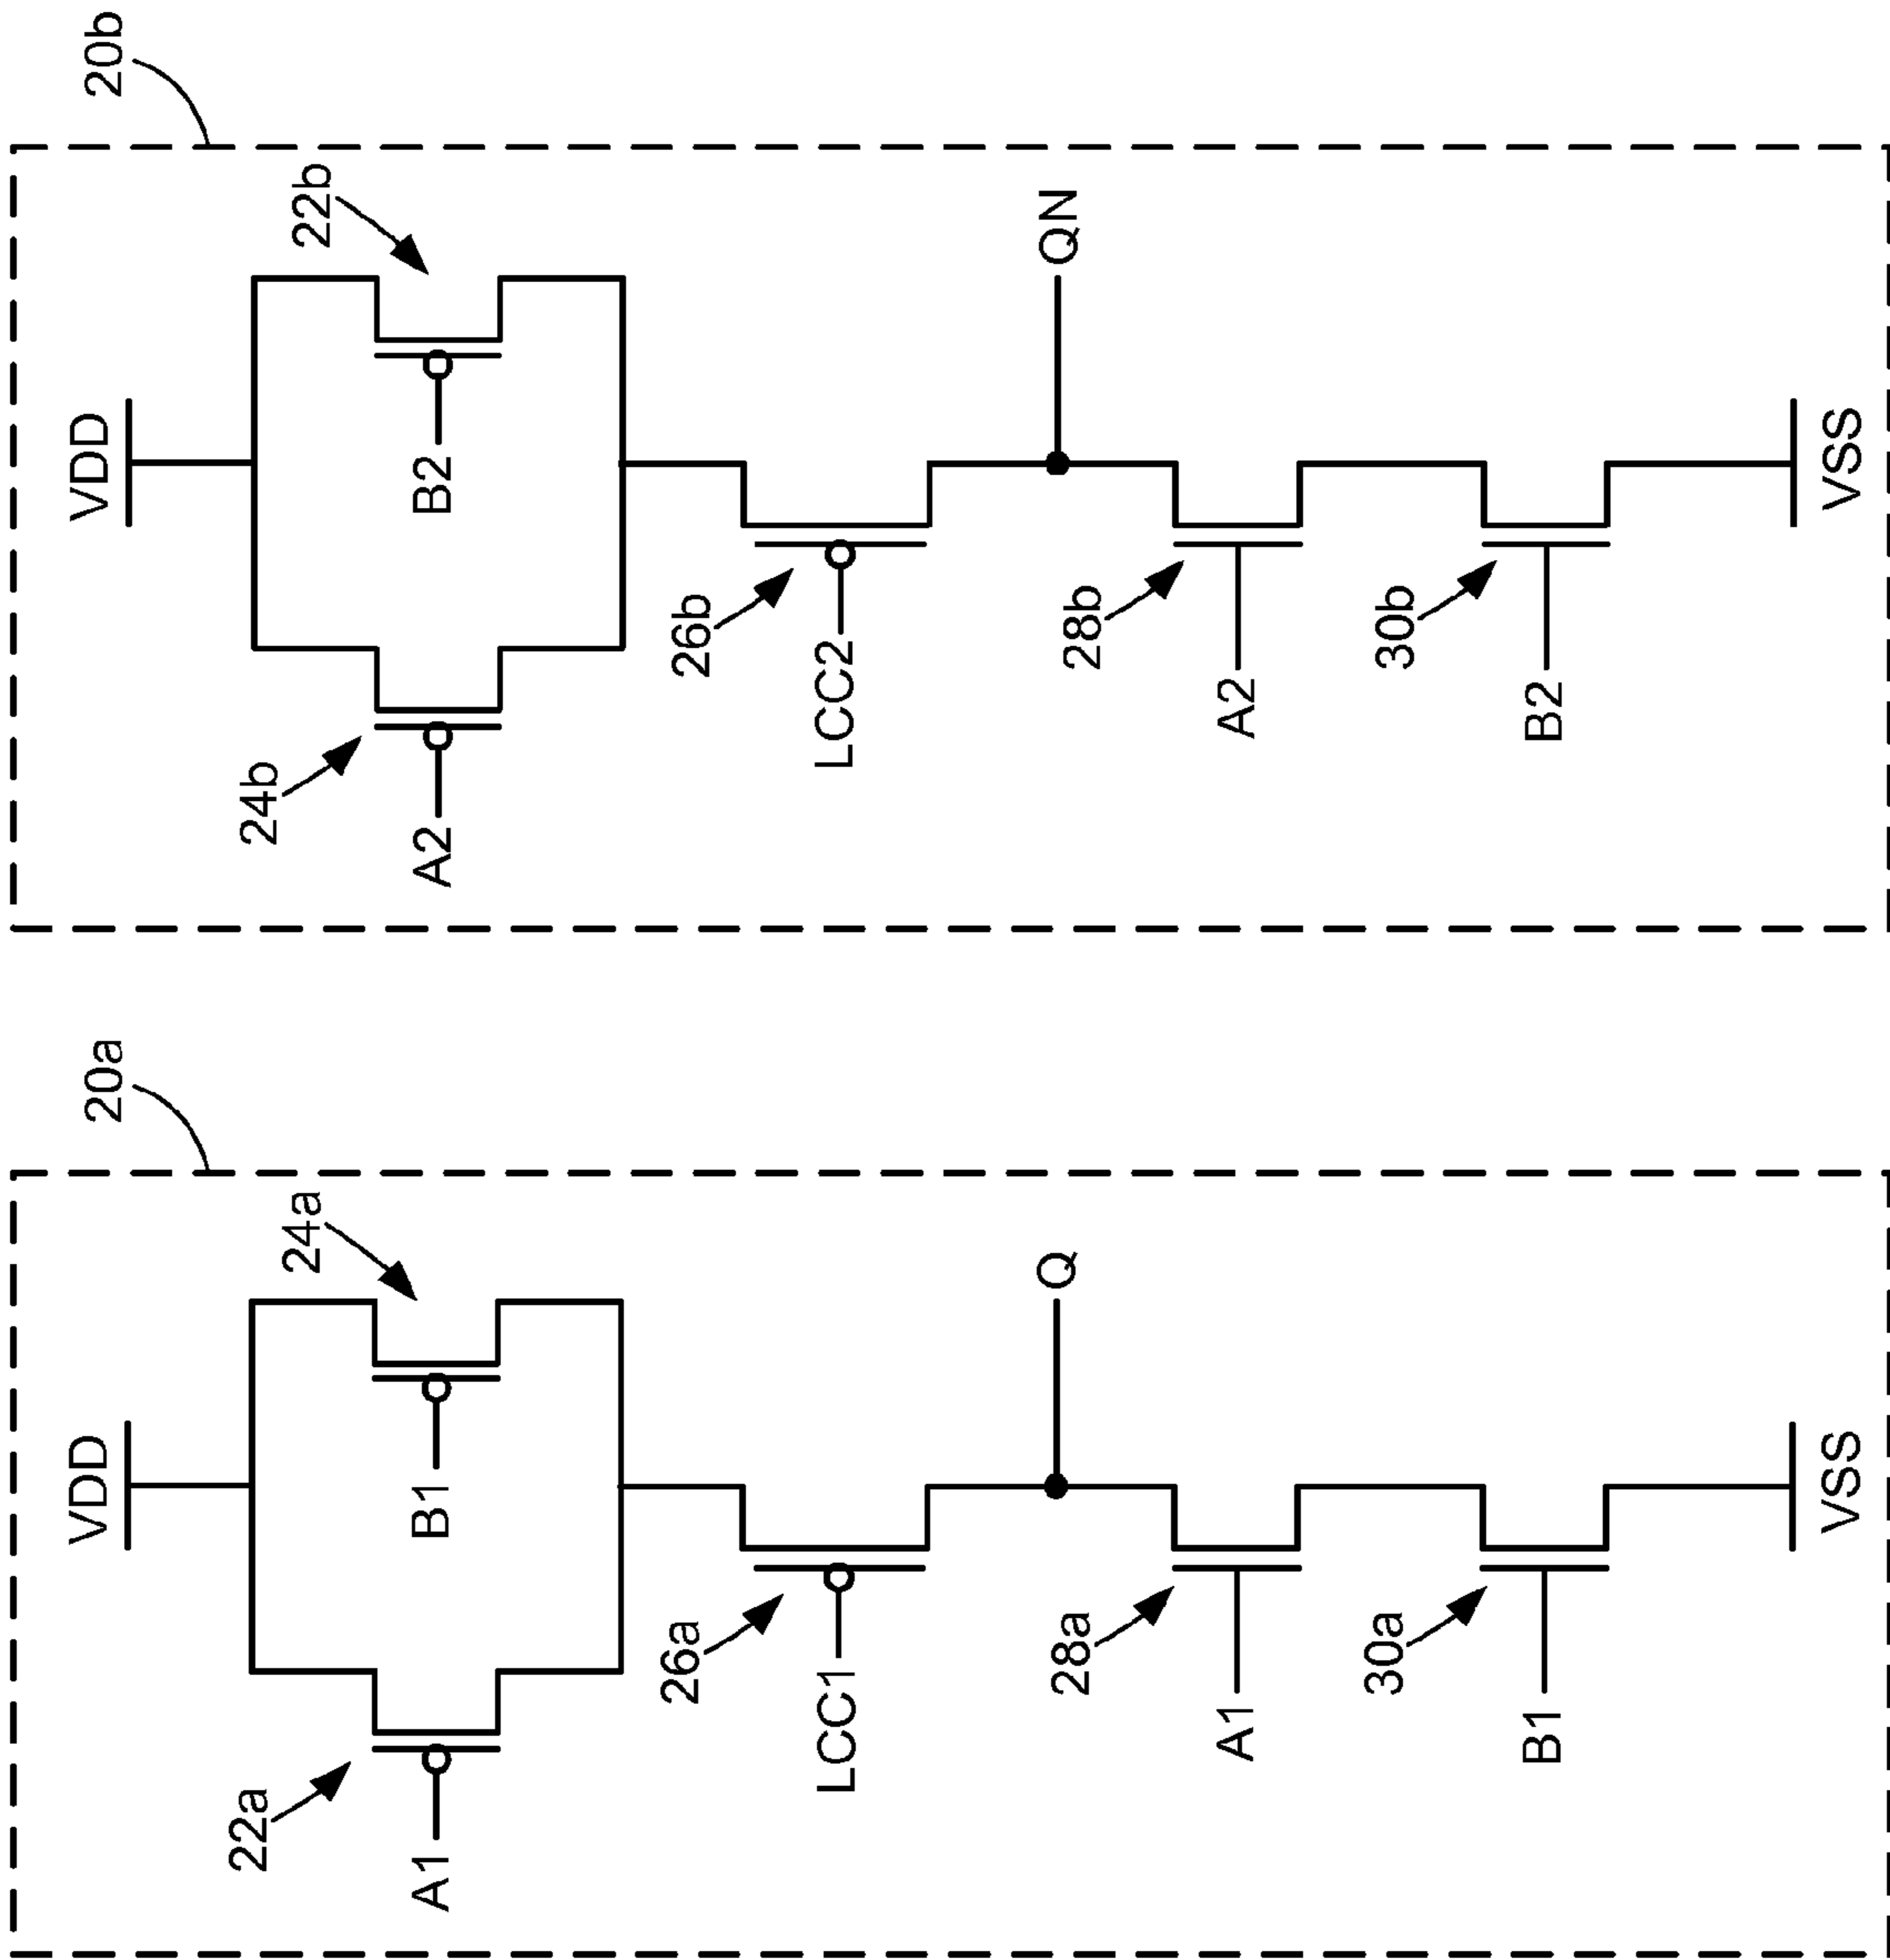 20a
VDD
22a
A1
B1
24a
26a
LCC1
Q
28a
A1
30a
B1
VSS
20b
VDD
24b
A2
B2
22b
26b
LCC2
QN
28b
A2
30b
B2
VSS